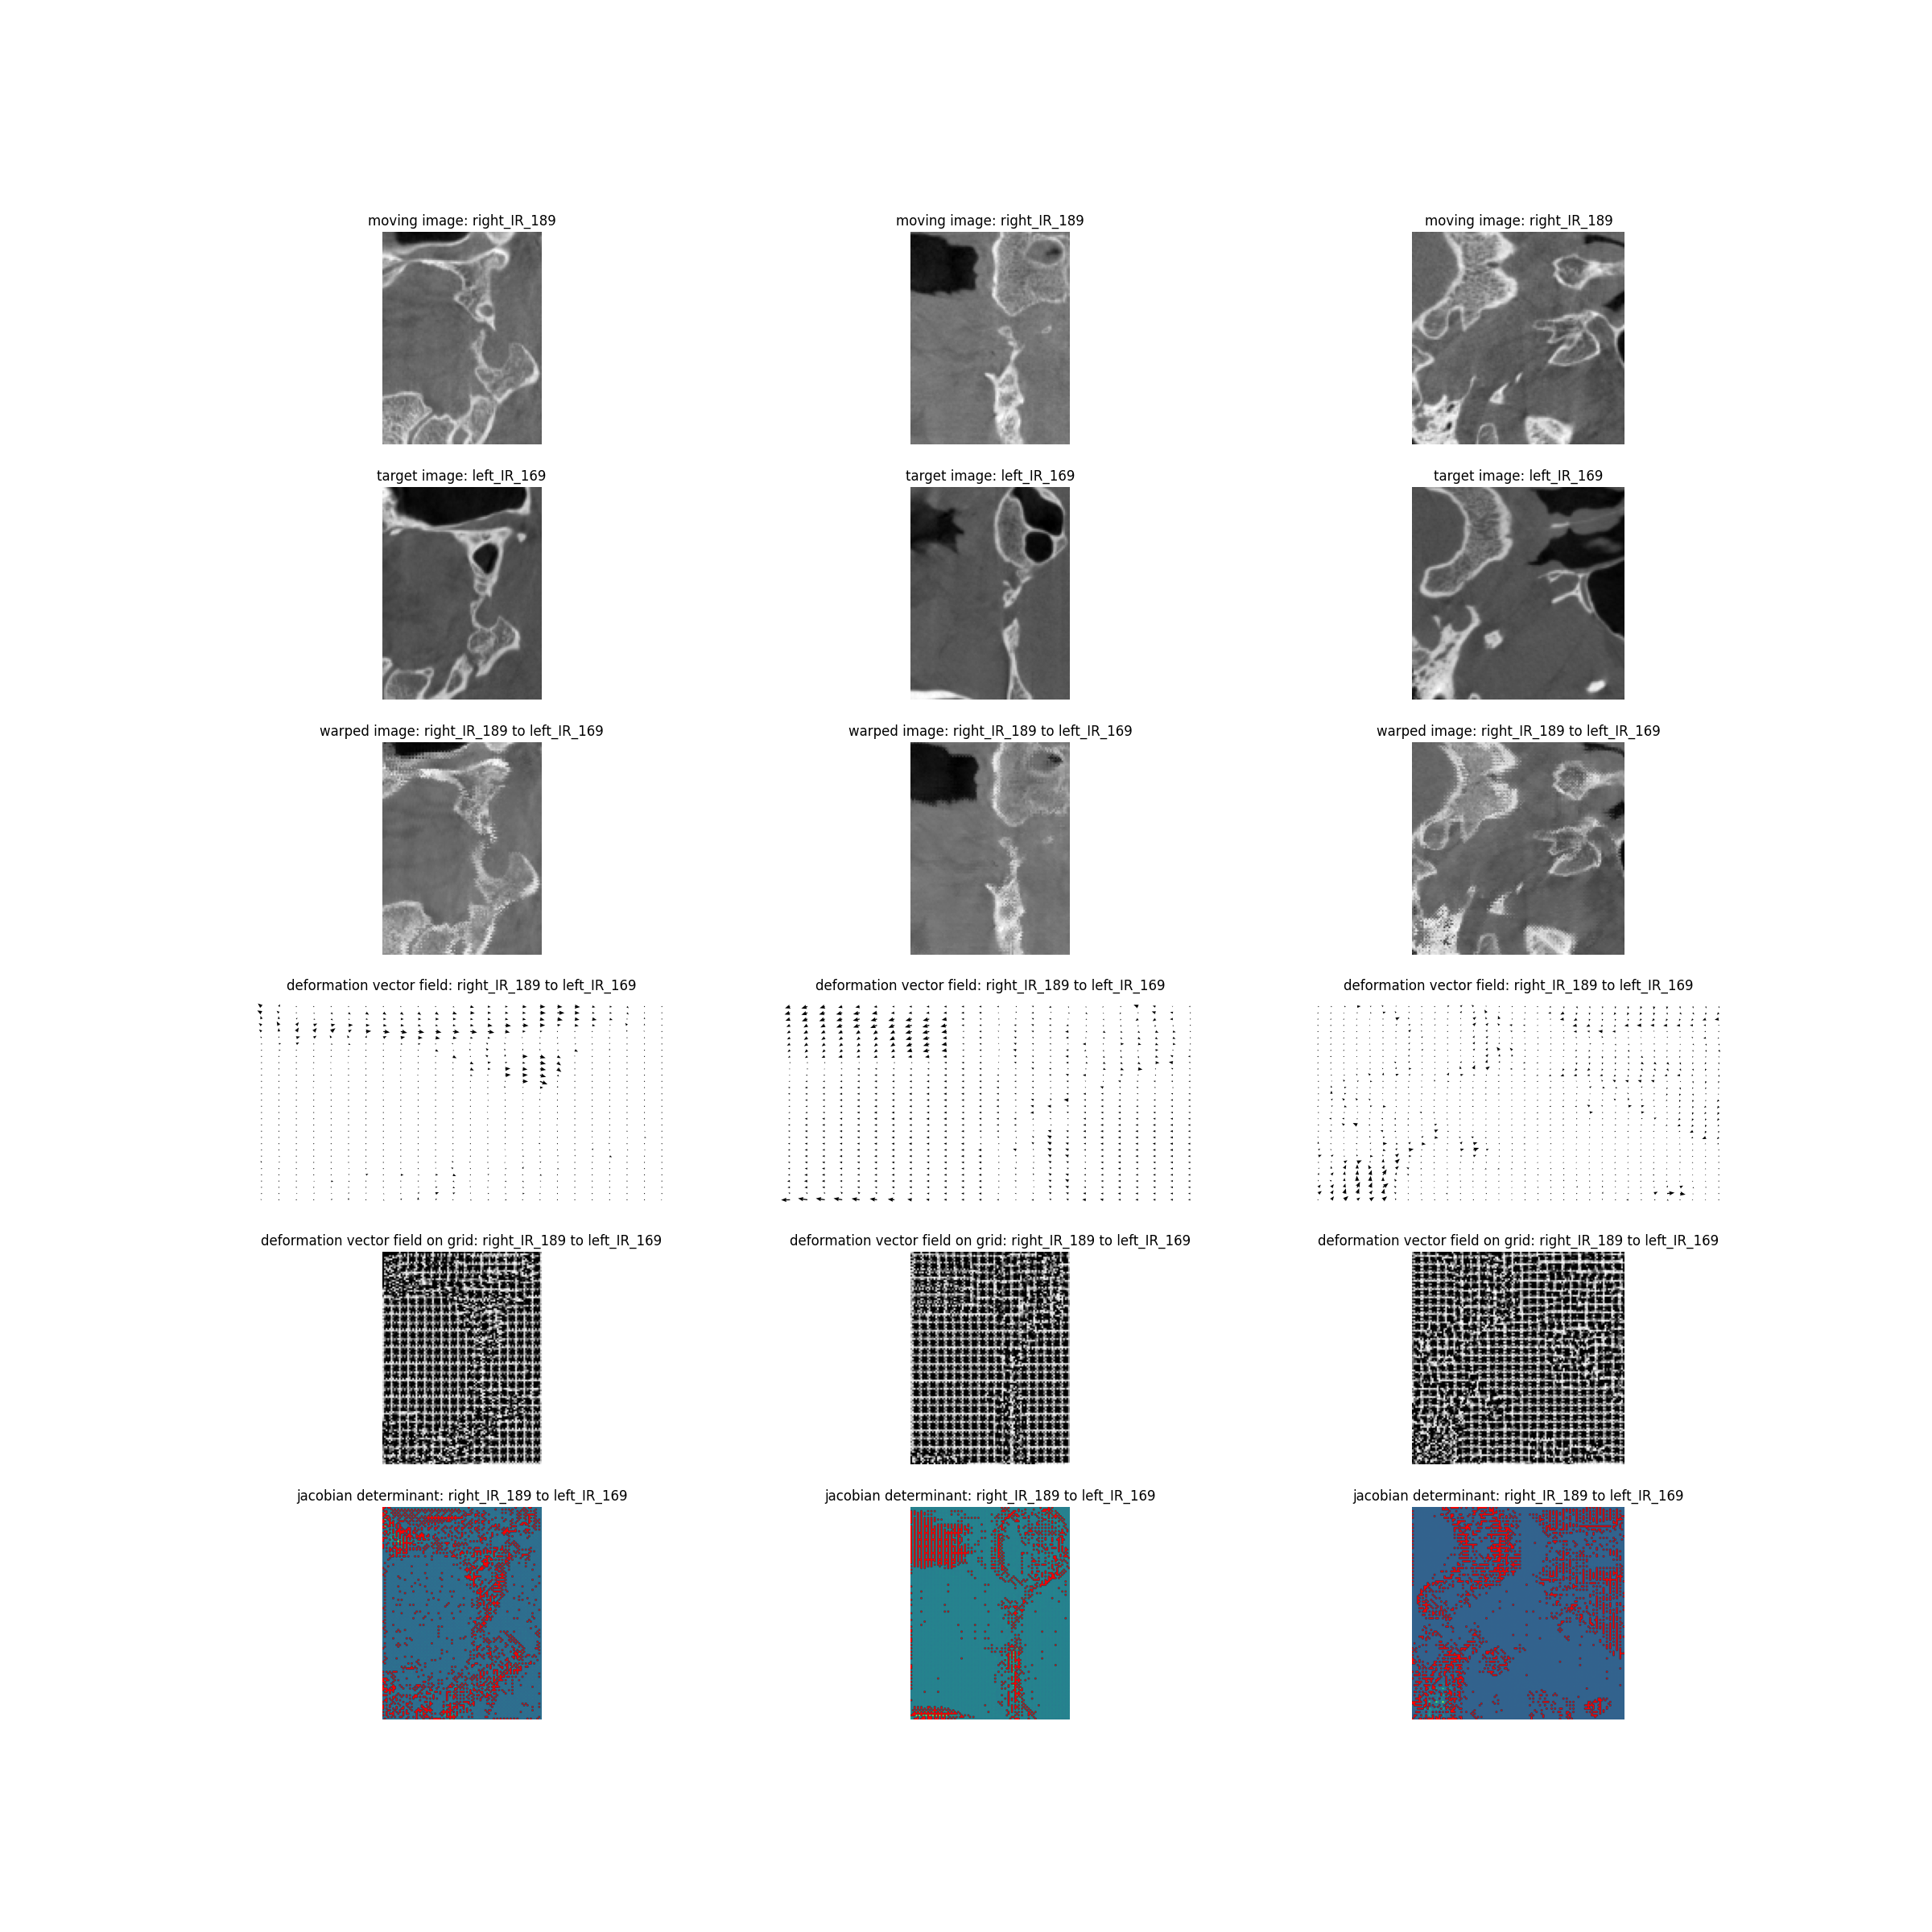 moving image: right_IR_189
moving image: right_IR_189
moving image: right_IR_189
target image: left_IR_169
target image: left_IR_169
target image: left_IR_169
warped image: right_IR_189 to left_IR_169
warped image: right_IR_189 to left_IR_169
warped image: right_IR_189 to left_IR_169
deformation vector field: right_IR_189 to left_IR_169
deformation vector field: right_IR_189 to left_IR_169
deformation vector field: right_IR_189 to left_IR_169
deformation vector field on grid: right_IR_189 to left_IR_169
deformation vector field on grid: right_IR_189 to left_IR_169
deformation vector field on grid: right_IR_189 to left_IR_169
jacobian determinant: right_IR_189 to left_IR_169
jacobian determinant: right_IR_189 to left_IR_169
jacobian determinant: right_IR_189 to left_IR_169